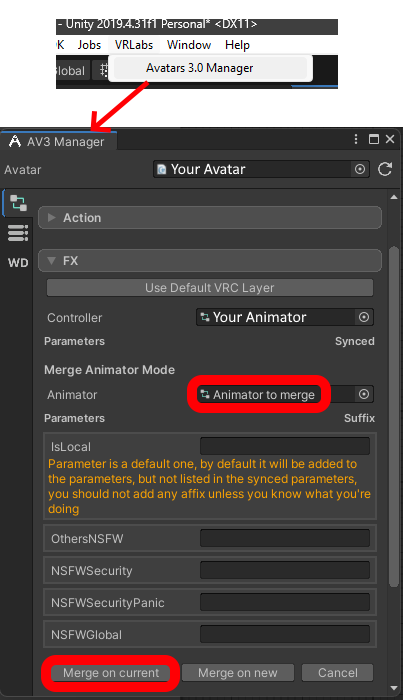 - Unity 2019.4.31f1 Personal* <DX11>
OK Jobs VRLabs Window Help
Global
Avatars 3.0 Manager
AV3 Manager
Avatar Your Avatar
Action
WD
FX
Use Default VRC Layer
Controller Your Animator
Parameters Synced
Merge Animator Mode
Animator Animator to merge
Parameters Suffix
IsLocal
Parameter is a default one, by default it will be added to
the parameters, but not listed in the synced parameters,
you should not add any affix unless you know what you're
doing
OthersNSFW
NSFWSecurity
NSFWSecurityPanic
NSFWGlobal
Merge on current Merge on new Cancel